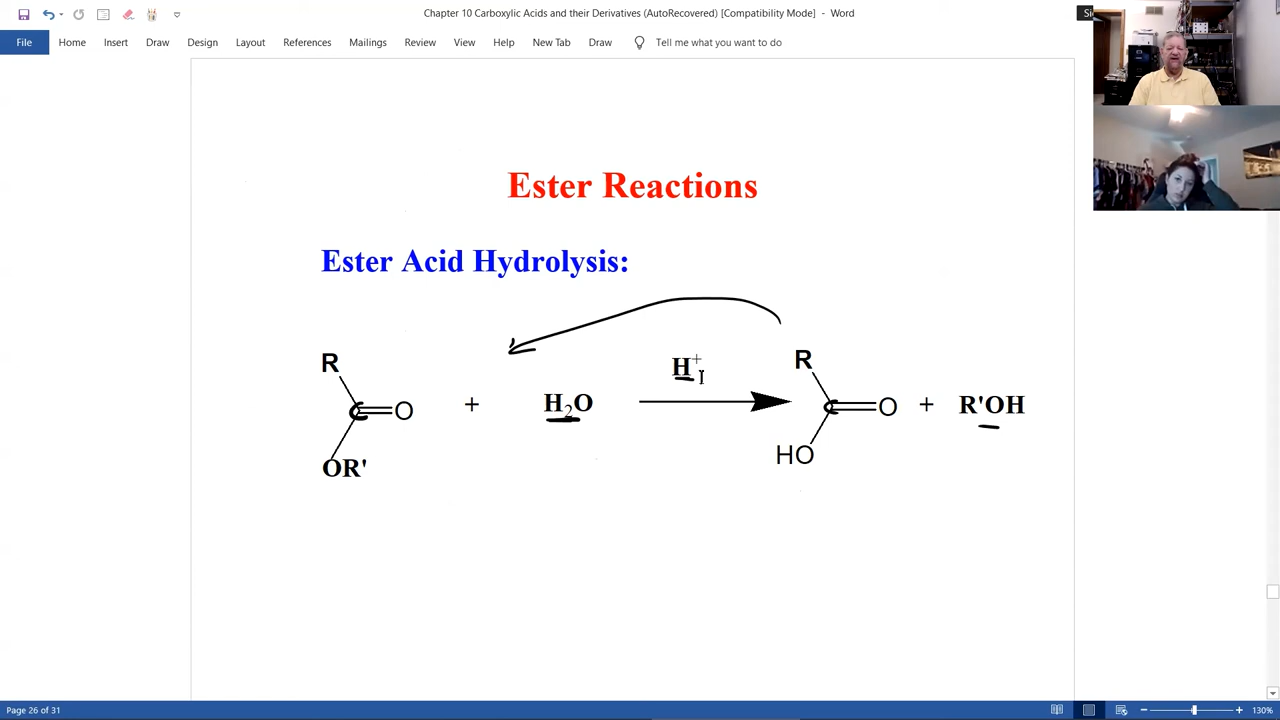 Chapter 10 Carboxylic Acids and their Derivatives (AutoRecovered) [Compatibility Mode] - Word
File Home Insert Draw Design Layout References Mailings Review View Help New Tab Draw Tell me what you want to do
Ester Reactions
Ester Acid Hydrolysis:
R
O
OR'
+
H₂O
H⁺
R
O
HO
+
R'OH
Page 26 of 31
130%